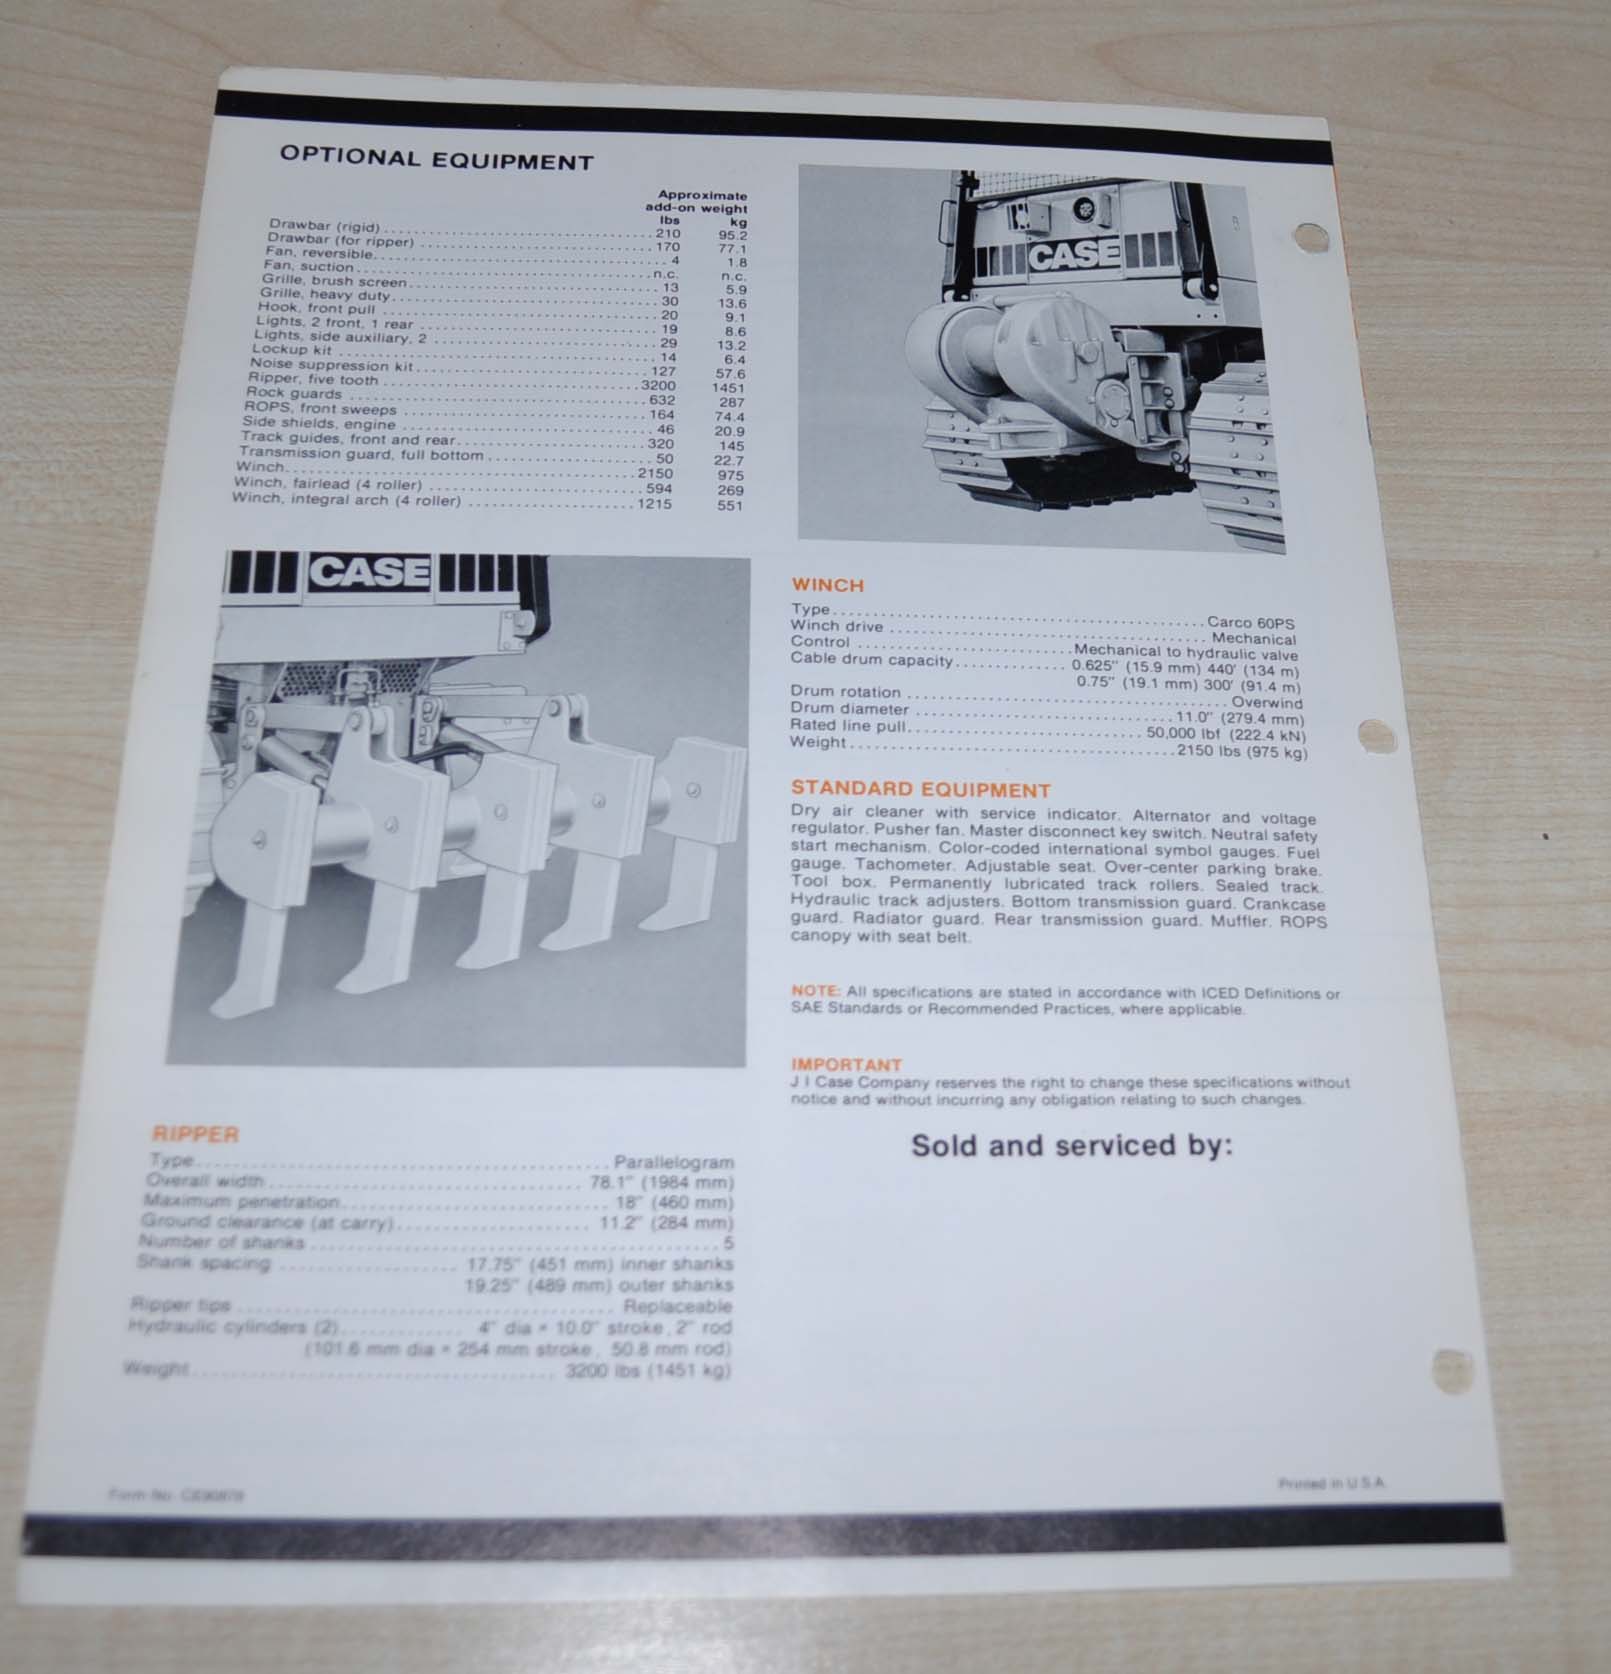 OPTIONAL EQUIPMENT
Approximate
add-on weight
lbs kg
Drawbar (rigid) 210 95.2
Drawbar (for ripper) 170 77.1
Fan, reversible 4 1.8
Fan, suction n.c. n.c.
Grille, brush screen 13 5.9
Grille, heavy duty 30 13.6
Hook, front pull 20 9.1
Lights, 2 front, 1 rear 19 8.6
Lights, side auxiliary, 2 29 13.2
Lockup kit 14 6.4
Noise suppression kit 127 57.6
Ripper, five tooth 3200 1451
Rock guards 632 287
ROPS, front sweeps 164 74.4
Side shields, engine 46 20.9
Track guides, front and rear 320 145
Transmission guard, full bottom 50 22.7
Winch 2150 975
Winch, fairlead (4 roller) 594 269
Winch, integral arch (4 roller) 1215 551
CASE
CASE
RIPPER
Type Parallelogram
Overall width 78.1" (1984 mm)
Maximum penetration 18" (460 mm)
Ground clearance (at carry) 11.2" (284 mm)
Number of shanks 5
Shank spacing 17.75" (451 mm) inner shanks
19.25" (489 mm) outer shanks
Ripper tips Replaceable
Hydraulic cylinders (2) 4" dia × 10.0" stroke, 2" rod
(101.6 mm dia × 254 mm stroke, 50.8 mm rod)
Weight 3200 lbs (1451 kg)
WINCH
Type Carco 60PS
Winch drive Mechanical
Control Mechanical to hydraulic valve
Cable drum capacity 0.625" (15.9 mm) 440' (134 m)
0.75" (19.1 mm) 300' (91.4 m)
Drum rotation Overwind
Drum diameter 11.0" (279.4 mm)
Rated line pull 50,000 lbf (222.4 kN)
Weight 2150 lbs (975 kg)
STANDARD EQUIPMENT
Dry air cleaner with service indicator. Alternator and voltage
regulator. Pusher fan. Master disconnect key switch. Neutral safety
start mechanism. Color-coded international symbol gauges. Fuel
gauge. Tachometer. Adjustable seat. Over-center parking brake.
Tool box. Permanently lubricated track rollers. Sealed track.
Hydraulic track adjusters. Bottom transmission guard. Crankcase
guard. Radiator guard. Rear transmission guard. Muffler. ROPS
canopy with seat belt.
NOTE: All specifications are stated in accordance with ICED Definitions or
SAE Standards or Recommended Practices, where applicable.
IMPORTANT
J I Case Company reserves the right to change these specifications without
notice and without incurring any obligation relating to such changes.
Sold and serviced by:
Form No.
Printed in U.S.A.